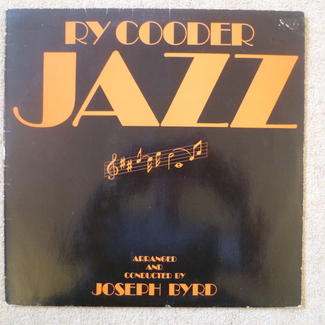 RY COODER
JAZZ
ARRANGED
AND
CONDUCTED BY
JOSEPH BYRD